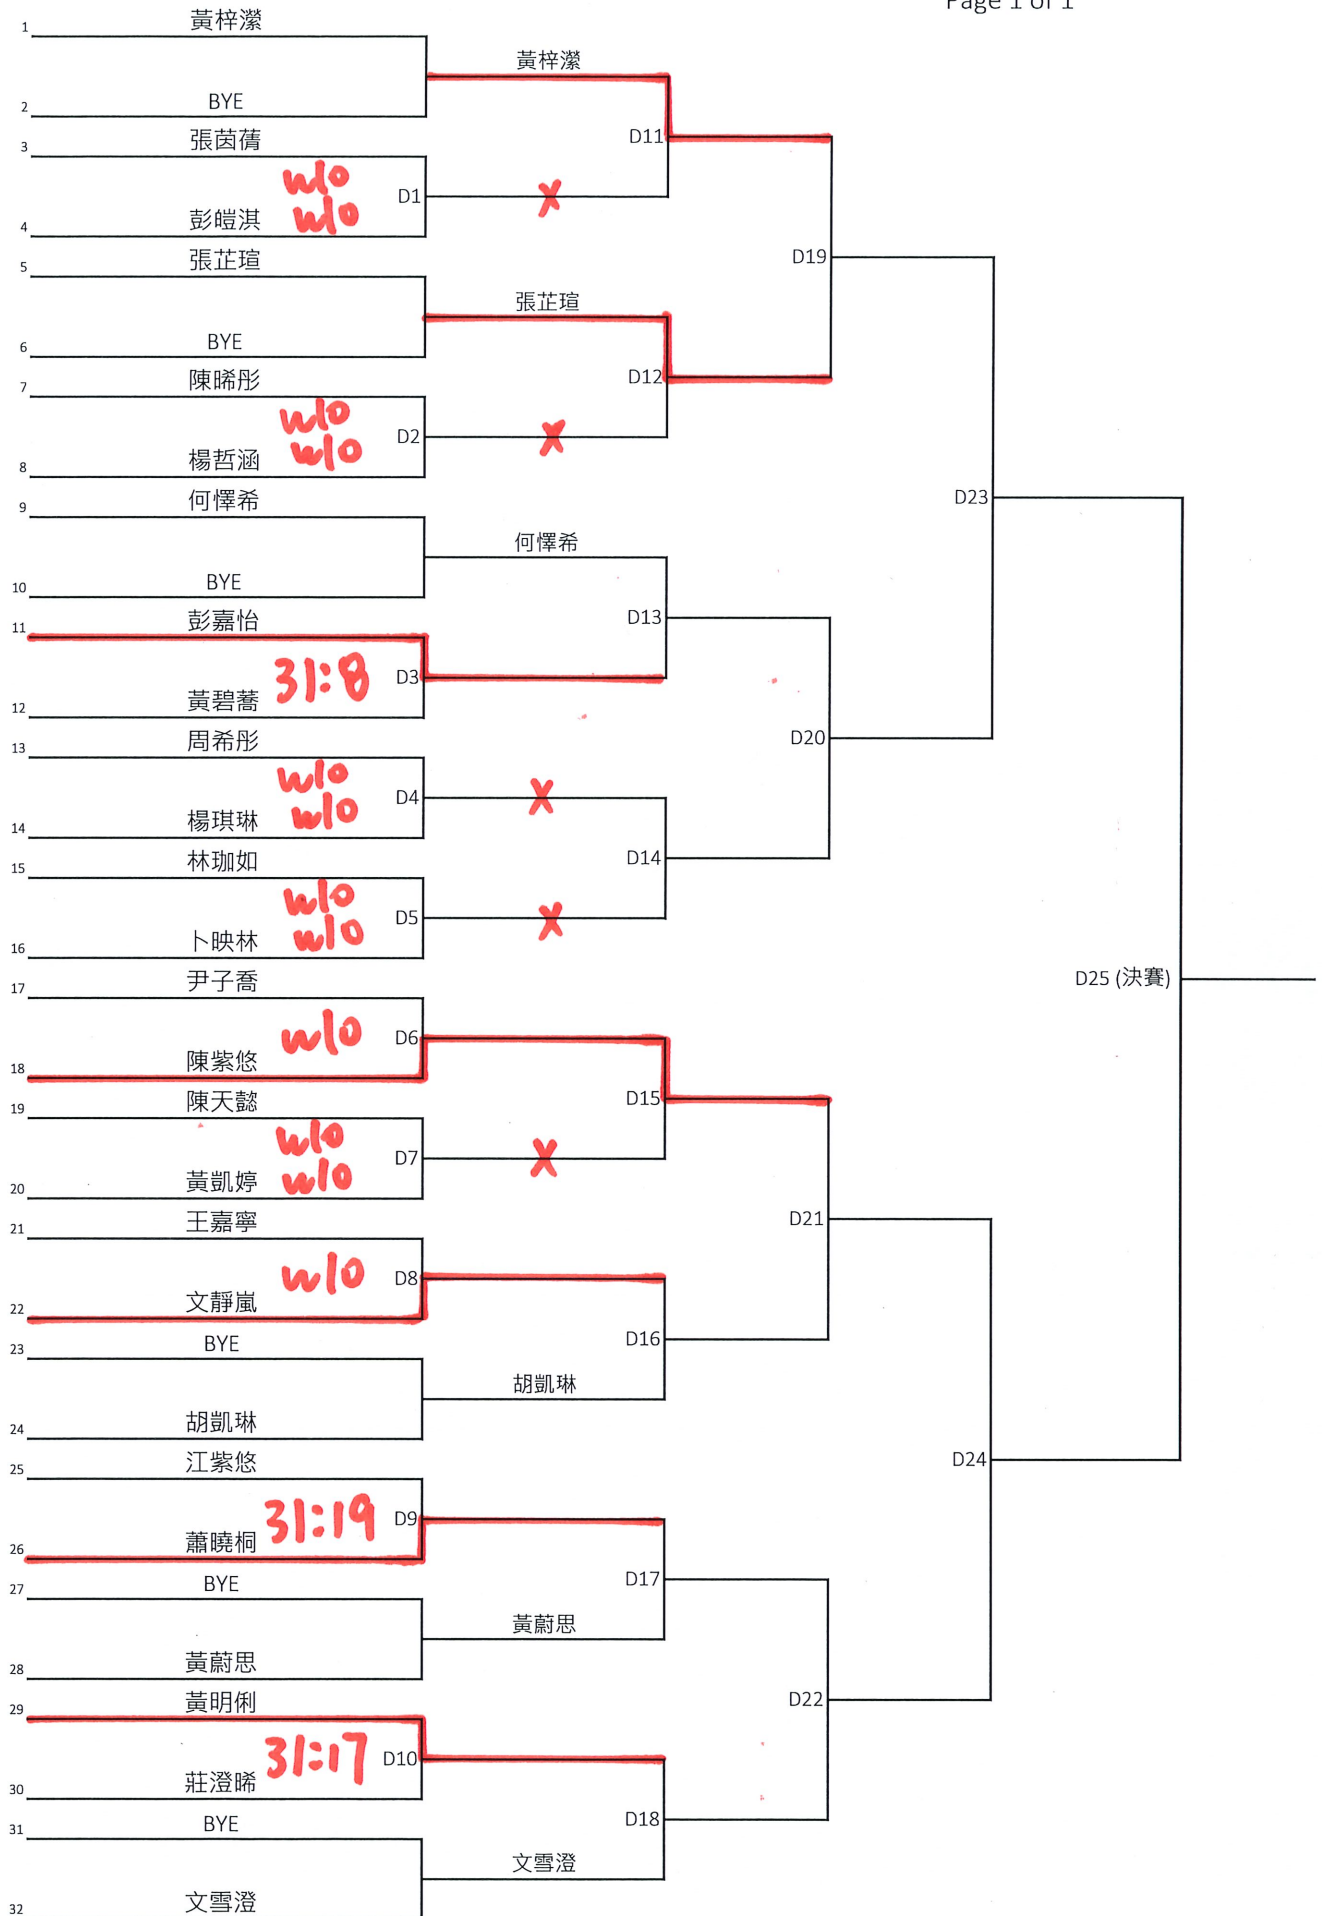 Page 1 of 1
1 黃梓瀠
黃梓瀠
2 BYE
3 張茵蒨
D11
w/o
D1
X
w/o
4 彭皚淇
5 張芷瑄
D19
張芷瑄
6 BYE
7 陳晞彤
D12
w/o
D2
X
w/o
8 楊哲涵
9 何懌希
D23
何懌希
10 BYE
11 彭嘉怡
D13
31:8
D3
12 黃碧蕎
13 周希彤
D20
w/o
D4
X
w/o
14 楊琪琳
15 林珈如
D14
w/o
D5
X
w/o
16 卜映林
17 尹子喬
D25 (決賽)
w/o
D6
18 陳紫悠
19 陳天懿
D15
w/o
D7
X
w/o
20 黃凱婷
21 王嘉寧
D21
w/o
D8
22 文靜嵐
23 BYE
D16
胡凱琳
24 胡凱琳
25 江紫悠
D24
31:19
D9
26 蕭曉桐
27 BYE
D17
黃蔚思
28 黃蔚思
29 黃明俐
D22
31:17
D10
30 莊澄晞
31 BYE
D18
文雪澄
32 文雪澄